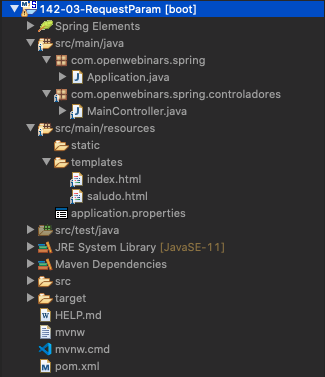 142-03-RequestParam [boot]
Spring Elements
src/main/java
com.openwebinars.spring
Application.java
com.openwebinars.spring.controladores
MainController.java
src/main/resources
static
templates
index.html
saludo.html
application.properties
src/test/java
JRE System Library [JavaSE-11]
Maven Dependencies
src
target
HELP.md
mvnw
mvnw.cmd
pom.xml